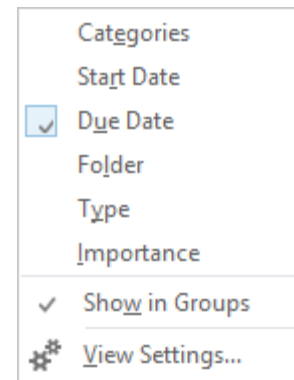 Categories
Start Date
Due Date
Folder
Type
Importance
Show in Groups
View Settings...